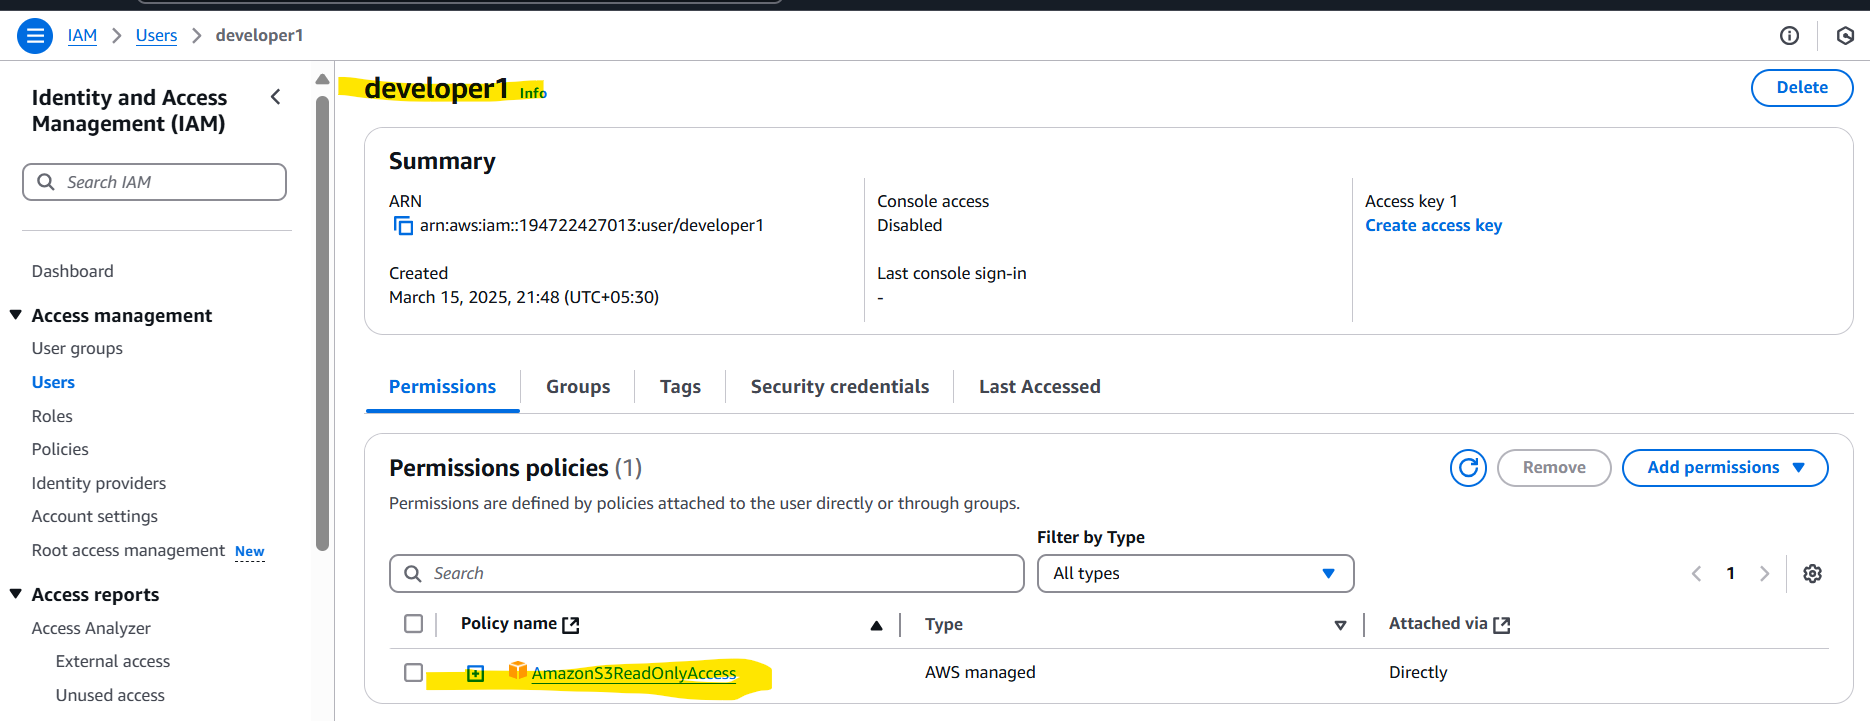 IAM > Users > developer1
Identity and Access
Management (IAM)
Search IAM
Dashboard
Access management
User groups
Users
Roles
Policies
Identity providers
Account settings
Root access management New
Access reports
Access Analyzer
External access
Unused access
developer1 Info
Delete
Summary
ARN
arn:aws:iam::194722427013:user/developer1
Created
March 15, 2025, 21:48 (UTC+05:30)
Console access
Disabled
Last console sign-in
-
Access key 1
Create access key
Permissions Groups Tags Security credentials Last Accessed
Permissions policies (1)
Remove
Add permissions
Permissions are defined by policies attached to the user directly or through groups.
Filter by Type
Search
All types
1
Policy name Type Attached via
AmazonS3ReadOnlyAccess AWS managed Directly